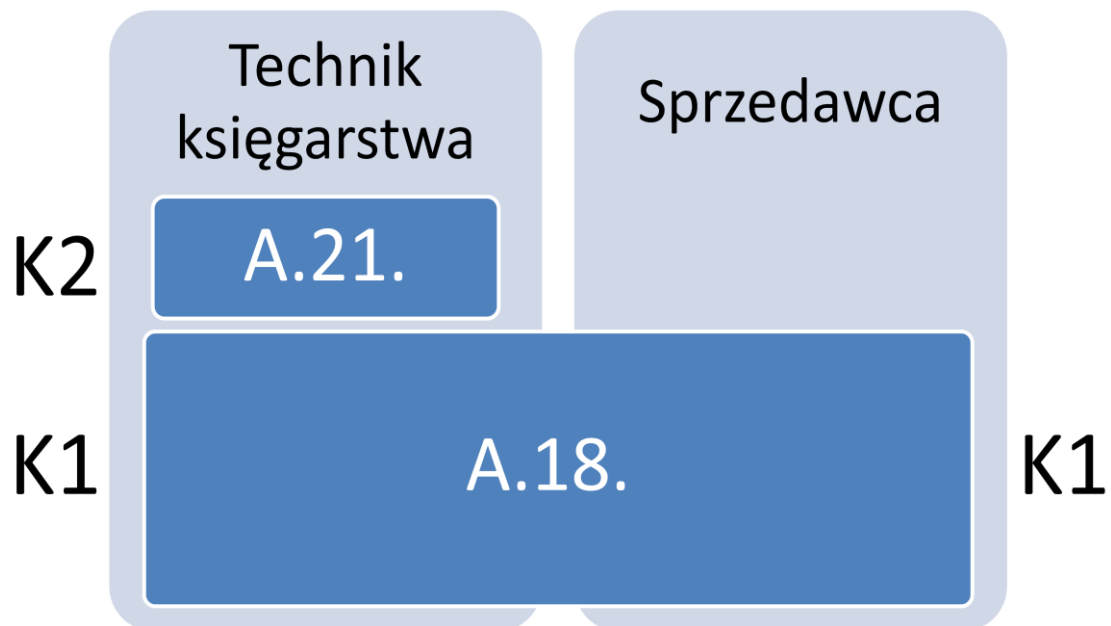 Technik
księgarstwa
Sprzedawca
K2
A.21.
K1
A.18.
K1